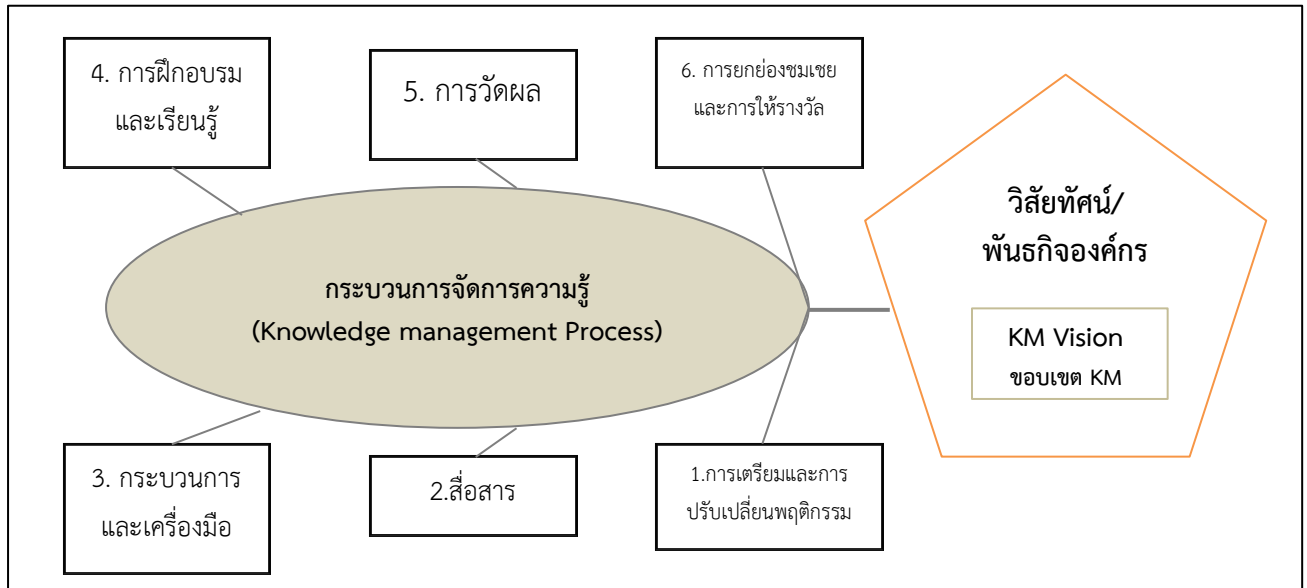 4. การฝึกอบรม
และเรียนรู้
5. การวัดผล
6. การยกย่องชมเชย
และการให้รางวัล
วิสัยทัศน์/
พันธกิจองค์กร
กระบวนการจัดการความรู้
(Knowledge management Process)
KM Vision
ขอบเขต KM
3. กระบวนการ
และเครื่องมือ
2.สื่อสาร
1.การเตรียมและการ
ปรับเปลี่ยนพฤติกรรม